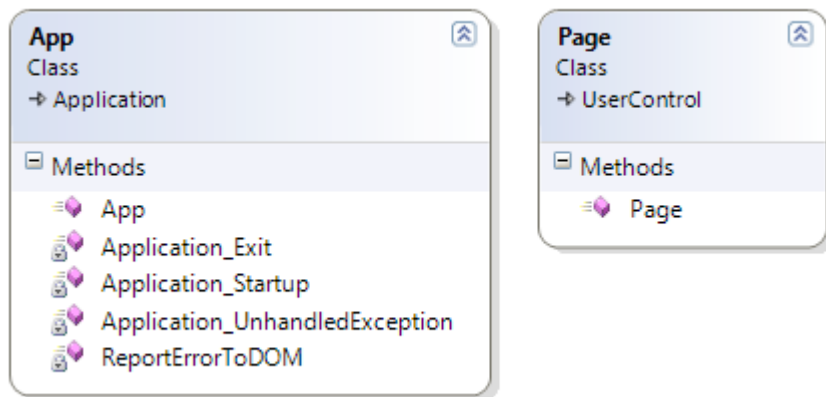 App
Class
Application
Methods
App
Application_Exit
Application_Startup
Application_UnhandledException
ReportErrorToDOM
Page
Class
UserControl
Methods
Page